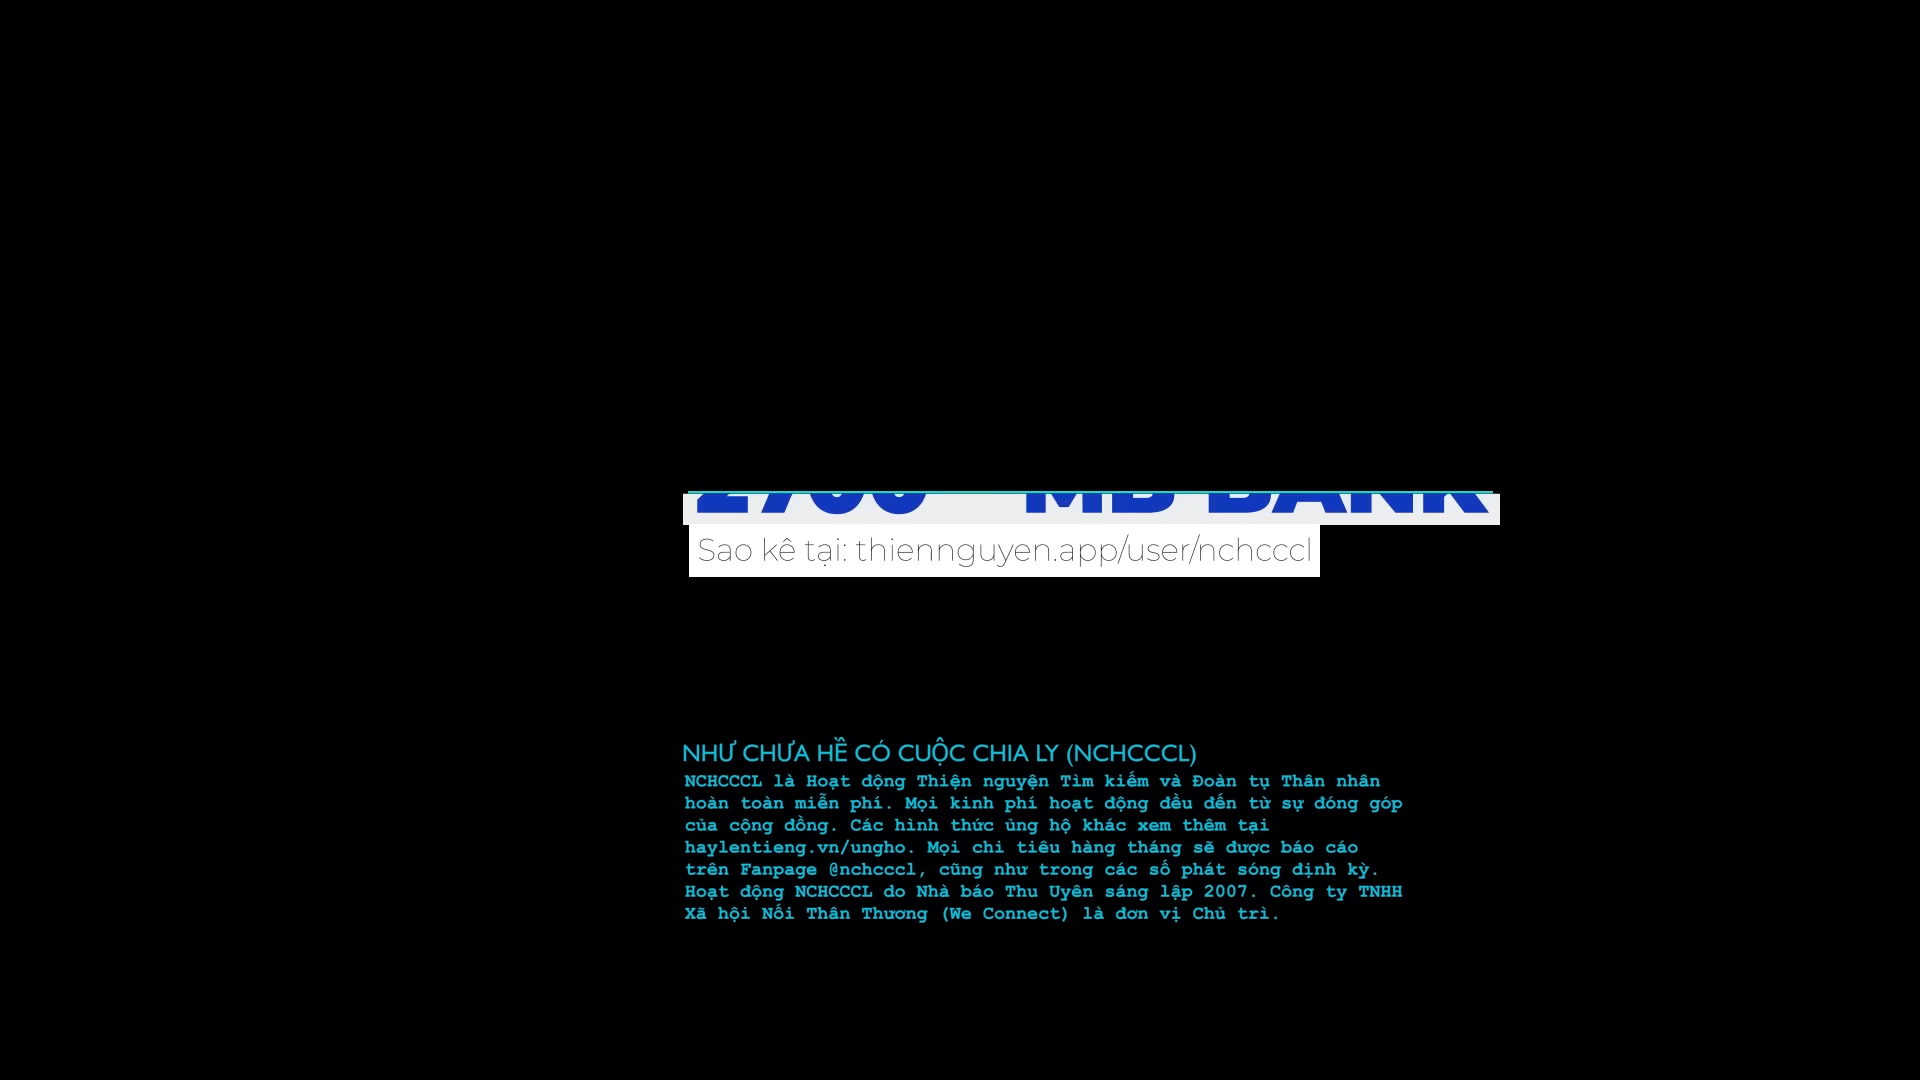 MB BANK
Sao kê tại: thiennguyen.app/user/nchcccl
NHƯ CHƯA HỀ CÓ CUỘC CHIA LY (NCHCCCL)
NCHCCCL là Hoạt động Thiện nguyện Tìm kiếm và Đoàn tụ Thân nhân
hoàn toàn miễn phí. Mọi kinh phí hoạt động đều đến từ sự đóng góp
của cộng đồng. Các hình thức ủng hộ khác xem thêm tại
haylentieng.vn/ungho. Mọi chi tiêu hàng tháng sẽ được báo cáo
trên Fanpage @nchcccl, cũng như trong các số phát sóng định kỳ.
Hoạt động NCHCCCL do Nhà báo Thu Uyên sáng lập 2007. Công ty TNHH
Xã hội Nối Thân Thương (We Connect) là đơn vị Chủ trì.